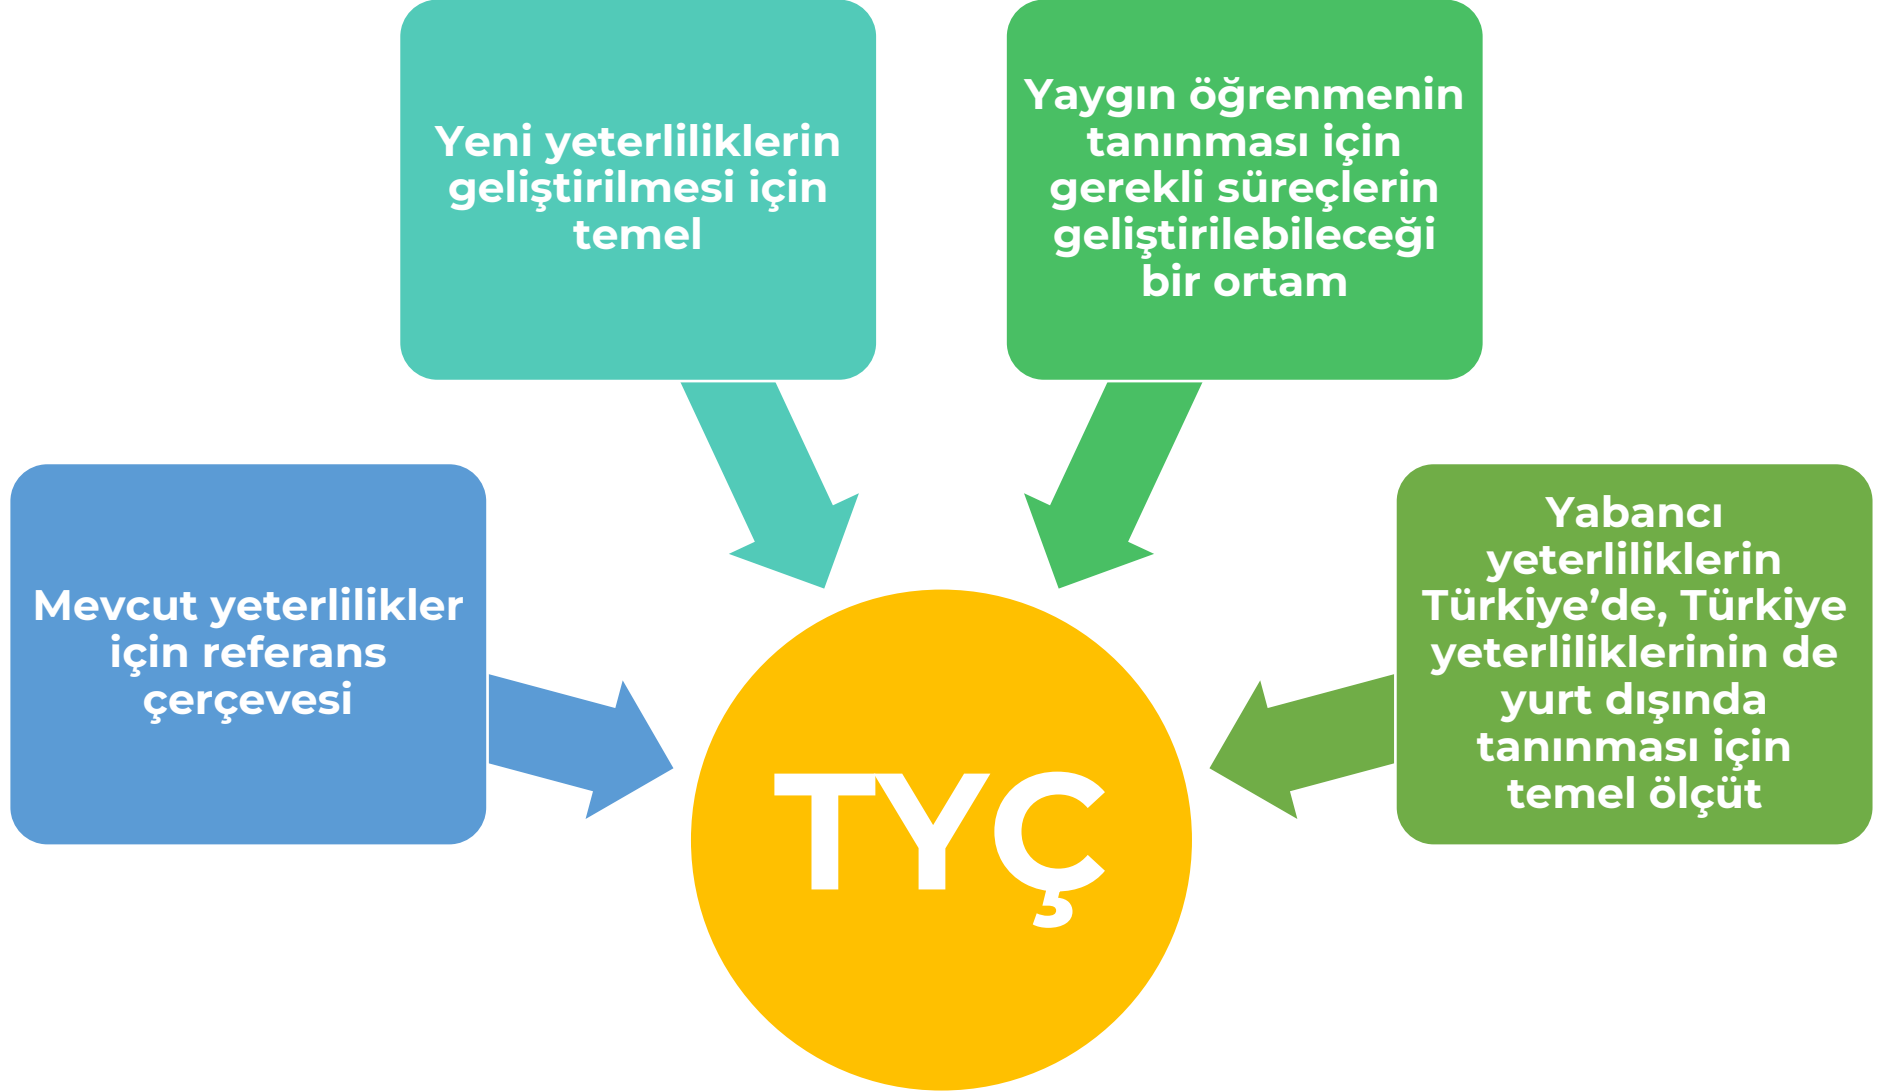 Mevcut yeterlilikler
için referans
çerçevesi
Yeni yeterliliklerin
geliştirilmesi için
temel
Yaygın öğrenmenin
tanınması için
gerekli süreçlerin
geliştirilebileceği
bir ortam
Yabancı
yeterliliklerin
Türkiye’de, Türkiye
yeterliliklerinin de
yurt dışında
tanınması için
temel ölçüt
TYÇ